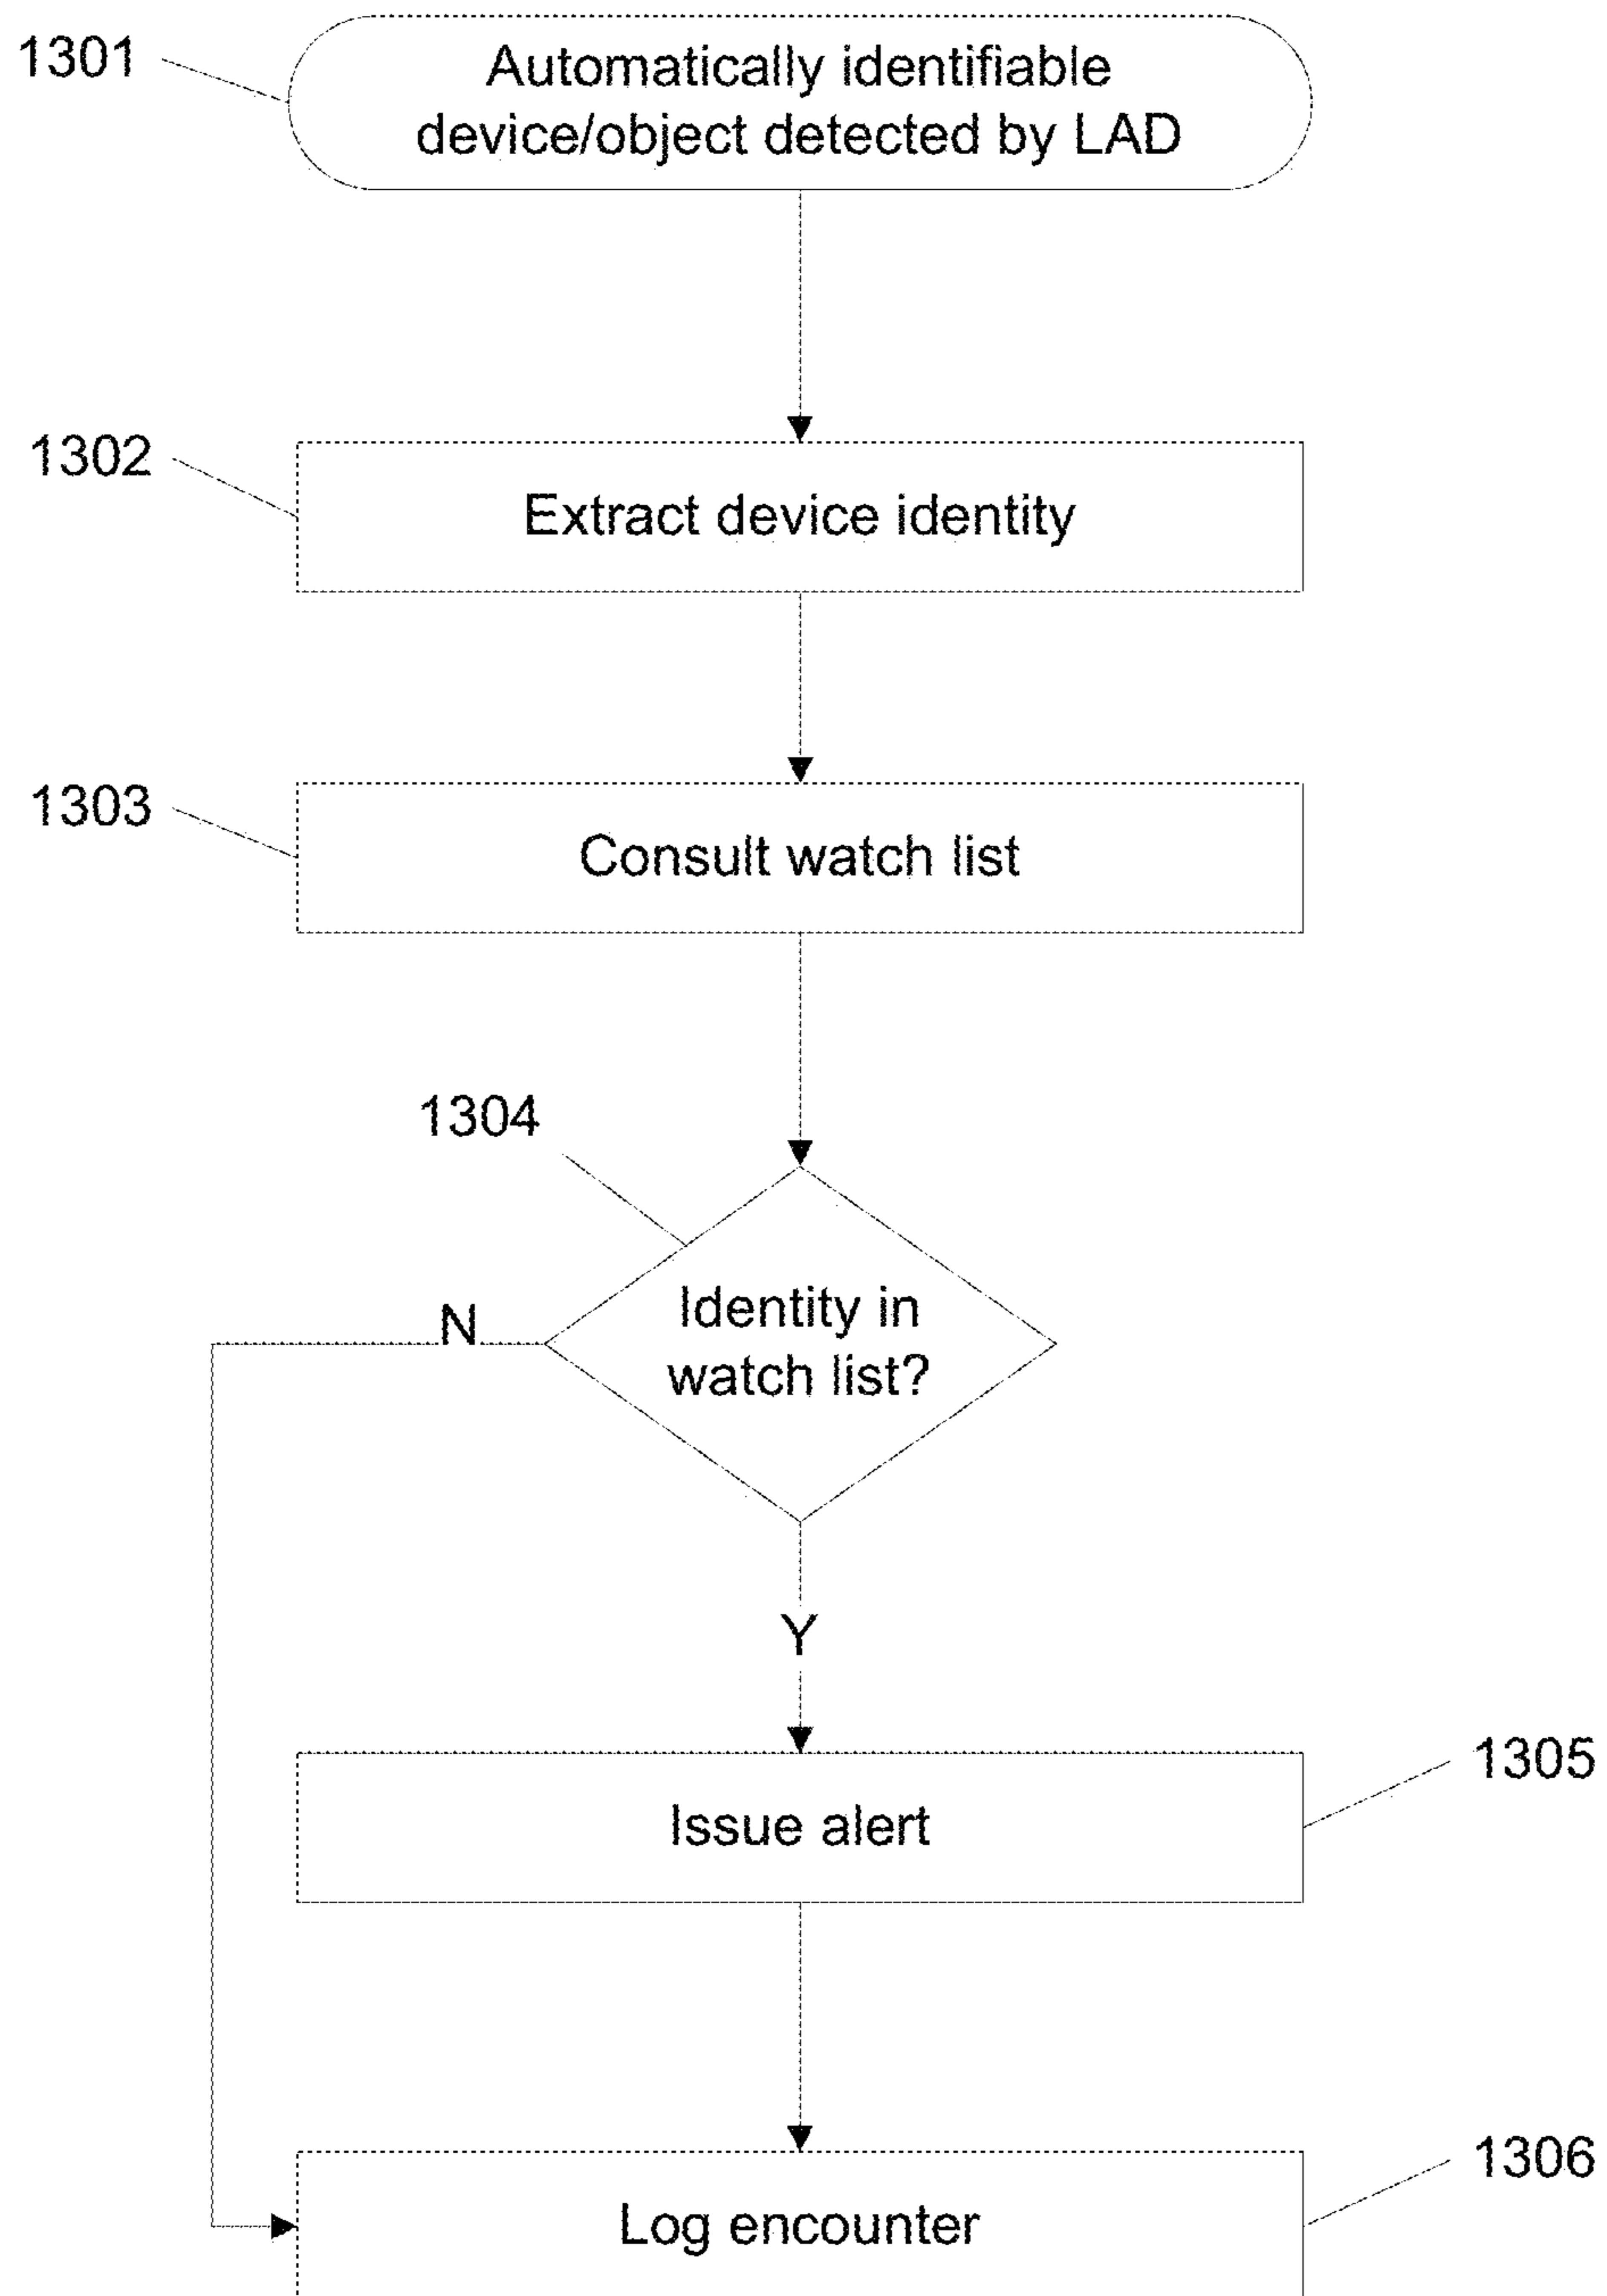 1301
Automatically identifiable
device/object detected by LAD
1302
Extract device identity
1303
Consult watch list
1304
Identity in
watch list?
N
Y
Issue alert
1305
Log encounter
1306